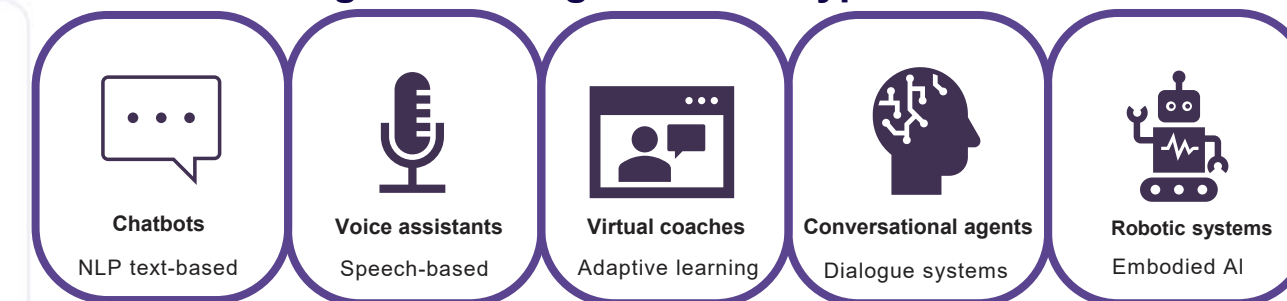 Chatbots
NLP text-based
Voice assistants
Speech-based
Virtual coaches
Adaptive learning
Conversational agents
Dialogue systems
Robotic systems
Embodied AI